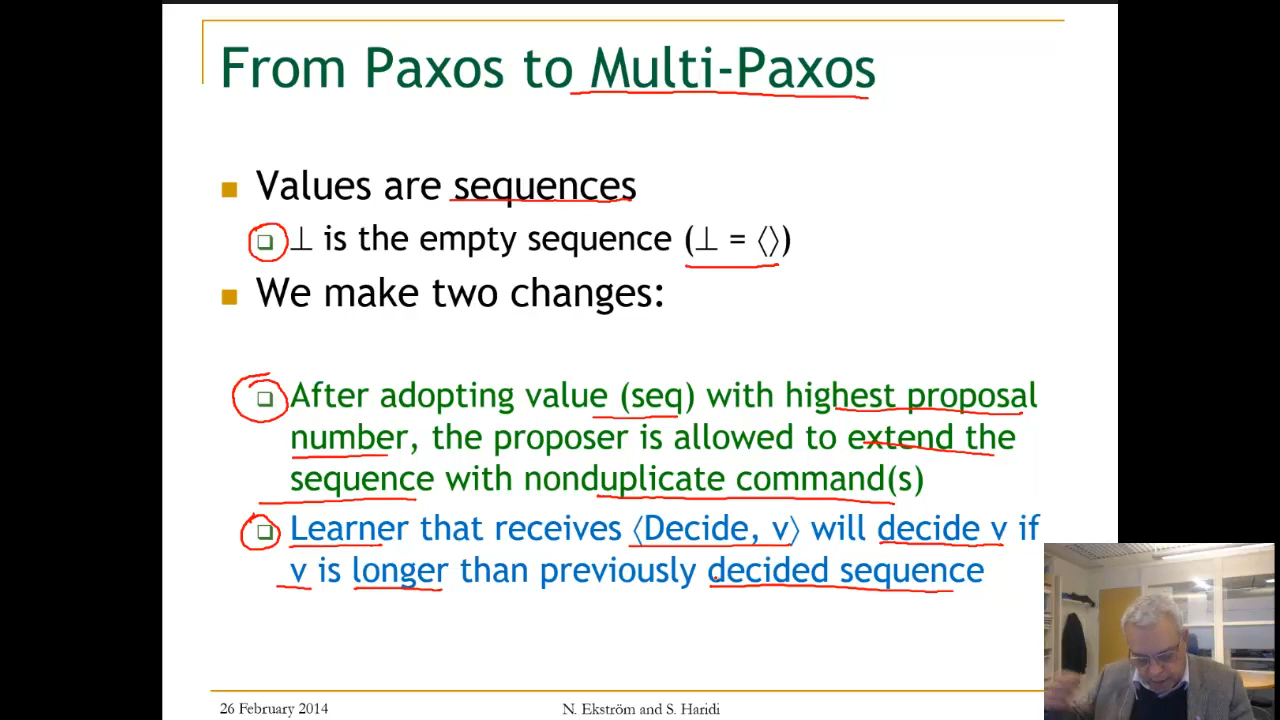 From Paxos to Multi-Paxos
Values are sequences
⊥ is the empty sequence (⊥ = ⟨⟩)
We make two changes:
After adopting value (seq) with highest proposal
number, the proposer is allowed to extend the
sequence with nonduplicate command(s)
Learner that receives ⟨Decide, v⟩ will decide v if
v is longer than previously decided sequence
26 February 2014
N. Ekström and S. Haridi